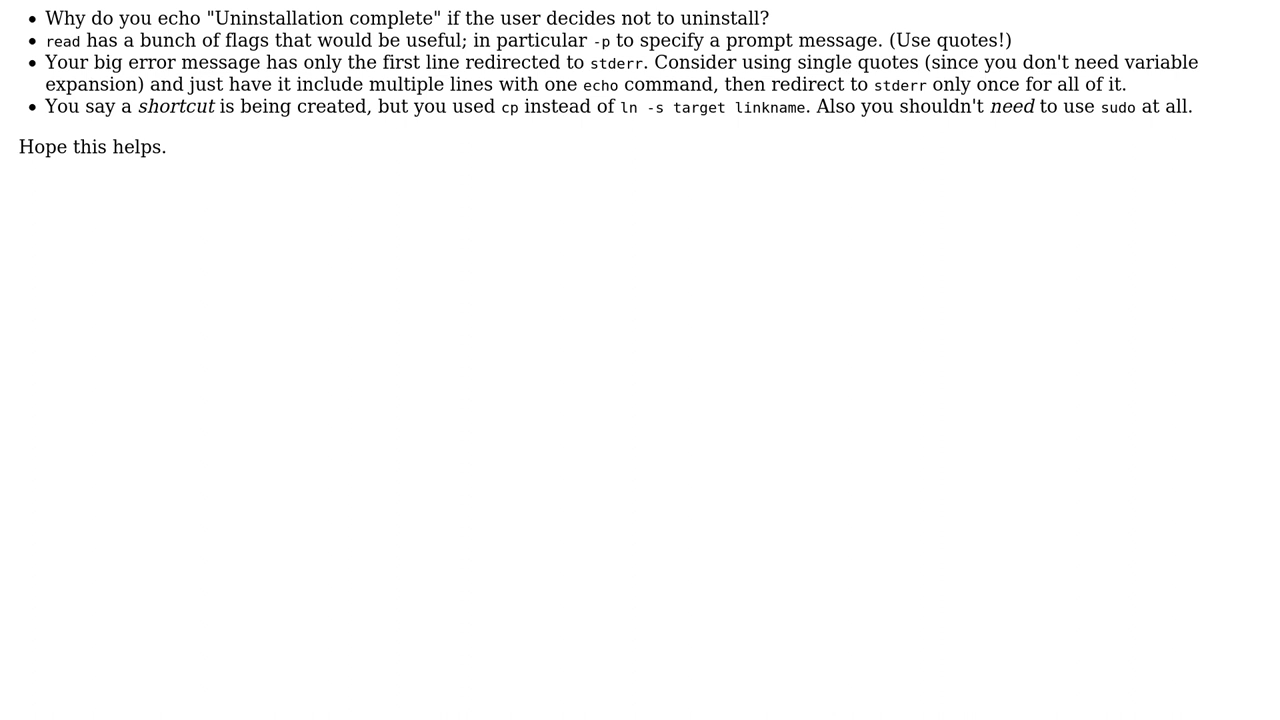 • Why do you echo "Uninstallation complete" if the user decides not to uninstall?
• read has a bunch of flags that would be useful; in particular -p to specify a prompt message. (Use quotes!)
• Your big error message has only the first line redirected to stderr. Consider using single quotes (since you don't need variable
expansion) and just have it include multiple lines with one echo command, then redirect to stderr only once for all of it.
• You say a shortcut is being created, but you used cp instead of ln -s target linkname. Also you shouldn't need to use sudo at all.
Hope this helps.